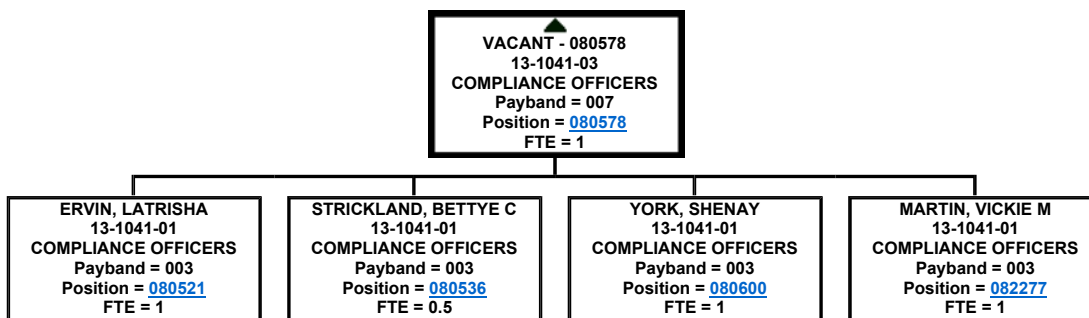 VACANT - 080578
13-1041-03
COMPLIANCE OFFICERS
Payband = 007
Position = 080578
FTE = 1
ERVIN, LATRISHA
13-1041-01
COMPLIANCE OFFICERS
Payband = 003
Position = 080521
FTE = 1
STRICKLAND, BETTYE C
13-1041-01
COMPLIANCE OFFICERS
Payband = 003
Position = 080536
FTE = 0.5
YORK, SHENAY
13-1041-01
COMPLIANCE OFFICERS
Payband = 003
Position = 080600
FTE = 1
MARTIN, VICKIE M
13-1041-01
COMPLIANCE OFFICERS
Payband = 003
Position = 082277
FTE = 1